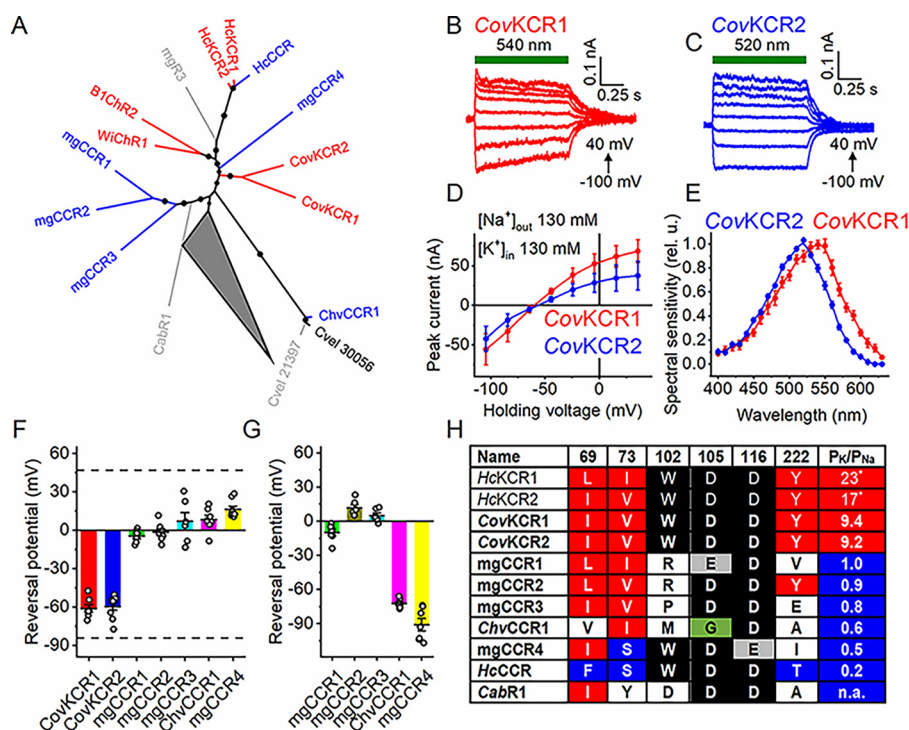 A
HcKCR1
HcKCR2
HcCCR
mgR3
mgCCR4
B1ChR2
WiChR1
mgCCR1
CovKCR2
CovKCR1
mgCCR2
mgCCR3
CabR1
ChvCCR1
Cvel 30056
Cvel 21397
B
CovKCR1
540 nm
0.1 nA
0.25 s
40 mV
-100 mV
C
CovKCR2
520 nm
0.1 nA
0.25 s
40 mV
-100 mV
D
[Na+]out 130 mM
[K+]in 130 mM
Peak current (nA)
50
0
-50
CovKCR1
CovKCR2
-100 -50 0
Holding voltage (mV)
E
CovKCR2 CovKCR1
Spectral sensitivity (rel. u.)
1.0
0.8
0.6
0.4
0.2
0.0
400 450 500 550 600
Wavelength (nm)
F
Reversal potential (mV)
60
30
0
-30
-60
-90
CovKCR1
CovKCR2
mgCCR1
mgCCR2
mgCCR3
ChvCCR1
mgCCR4
G
Reversal potential (mV)
60
30
0
-30
-60
-90
mgCCR1
mgCCR2
mgCCR3
ChvCCR1
mgCCR4
H
Name 69 73 102 105 116 222 PK/PNa
HcKCR1 L I W D D Y 23*
HcKCR2 I V W D D Y 17*
CovKCR1 I V W D D Y 9.4
CovKCR2 I V W D D Y 9.2
mgCCR1 L I R E D V 1.0
mgCCR2 L V R D D Y 0.9
mgCCR3 I V P D D E 0.8
ChvCCR1 V I M G D A 0.6
mgCCR4 I S W D E I 0.5
HcCCR F S W D D T 0.2
CabR1 I Y D D D A n.a.